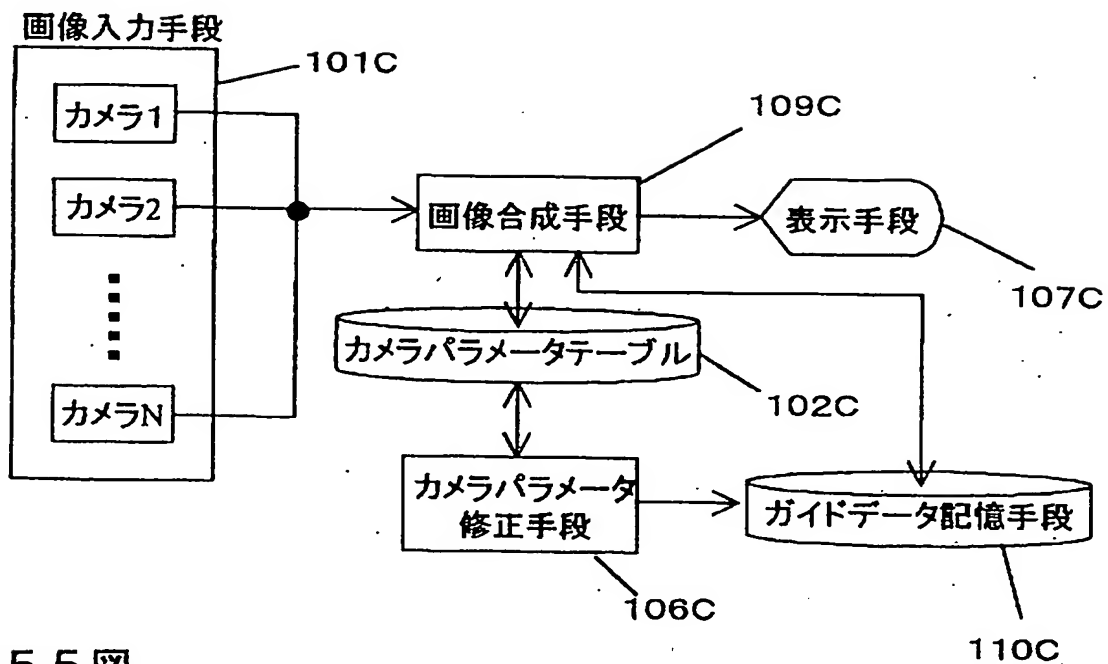 画像入力手段
101C
カメラ1
109C
カメラ2
画像合成手段
表示手段
107C
カメラパラメータテーブル
102C
カメラN
カメラパラメータ
修正手段
ガイドデータ記憶手段
106C
110C